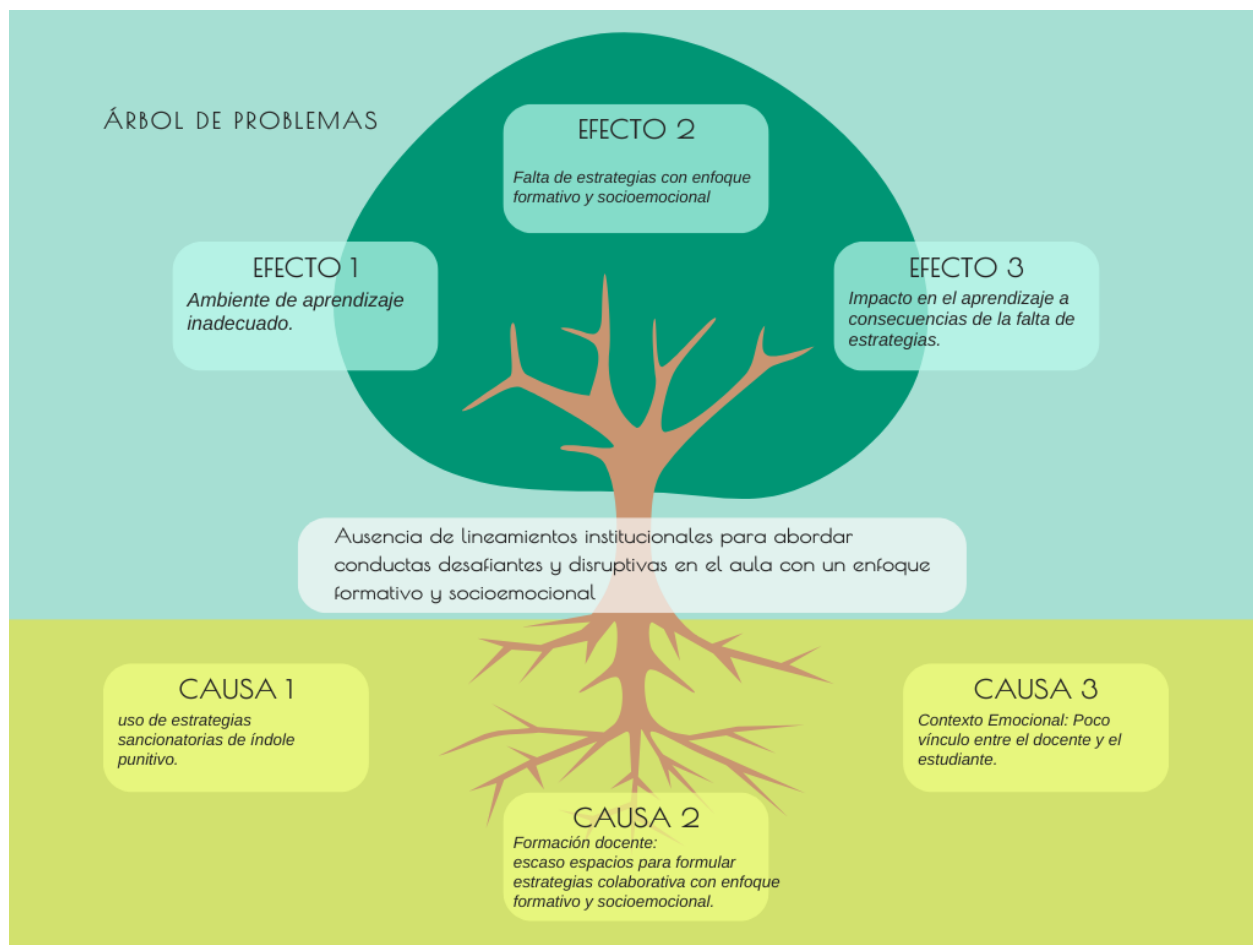 ÁRBOL DE PROBLEMAS
EFECTO 2
Falta de estrategias con enfoque
formativo y socioemocional
EFECTO 1
Ambiente de aprendizaje
inadecuado.
EFECTO 3
Impacto en el aprendizaje a
consecuencias de la falta de
estrategias.
Ausencia de lineamientos institucionales para abordar
conductas desafiantes y disruptivas en el aula con un enfoque
formativo y socioemocional
CAUSA 1
uso de estrategias
sancionatorias de índole
punitivo.
CAUSA 3
Contexto Emocional: Poco
vínculo entre el docente y el
estudiante.
CAUSA 2
Formación docente:
escaso espacios para formular
estrategias colaborativa con enfoque
formativo y socioemocional.